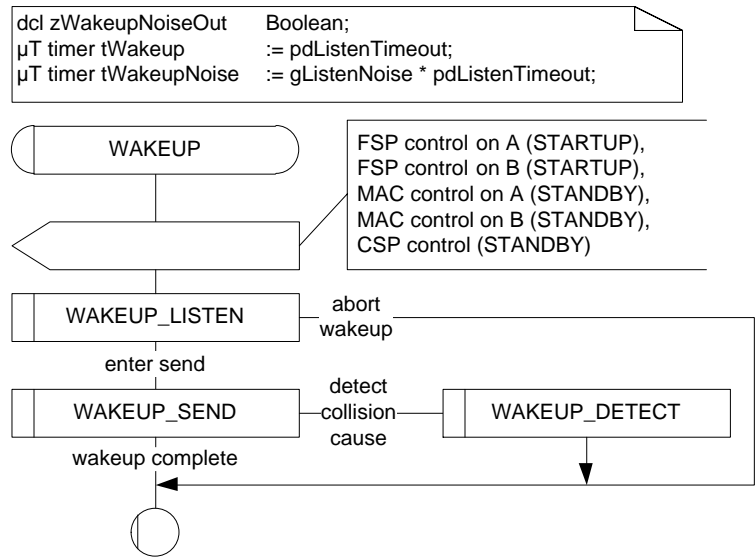 dcl zWakeupNoiseOut Boolean;
µT timer tWakeup := pdListenTimeout;
µT timer tWakeupNoise := gListenNoise * pdListenTimeout;
WAKEUP
FSP control on A (STARTUP),
FSP control on B (STARTUP),
MAC control on A (STANDBY),
MAC control on B (STANDBY),
CSP control (STANDBY)
WAKEUP_LISTEN
abort
wakeup
enter send
WAKEUP_SEND
detect
collision
cause
WAKEUP_DETECT
wakeup complete